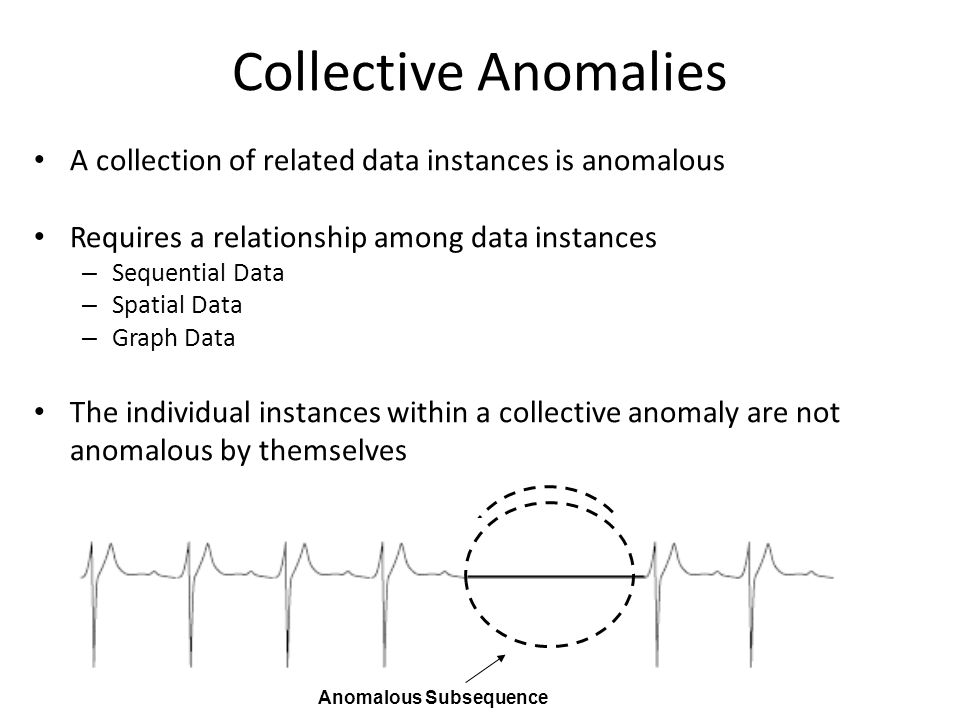 Collective Anomalies
• A collection of related data instances is anomalous
• Requires a relationship among data instances
– Sequential Data
– Spatial Data
– Graph Data
• The individual instances within a collective anomaly are not
anomalous by themselves
Anomalous Subsequence